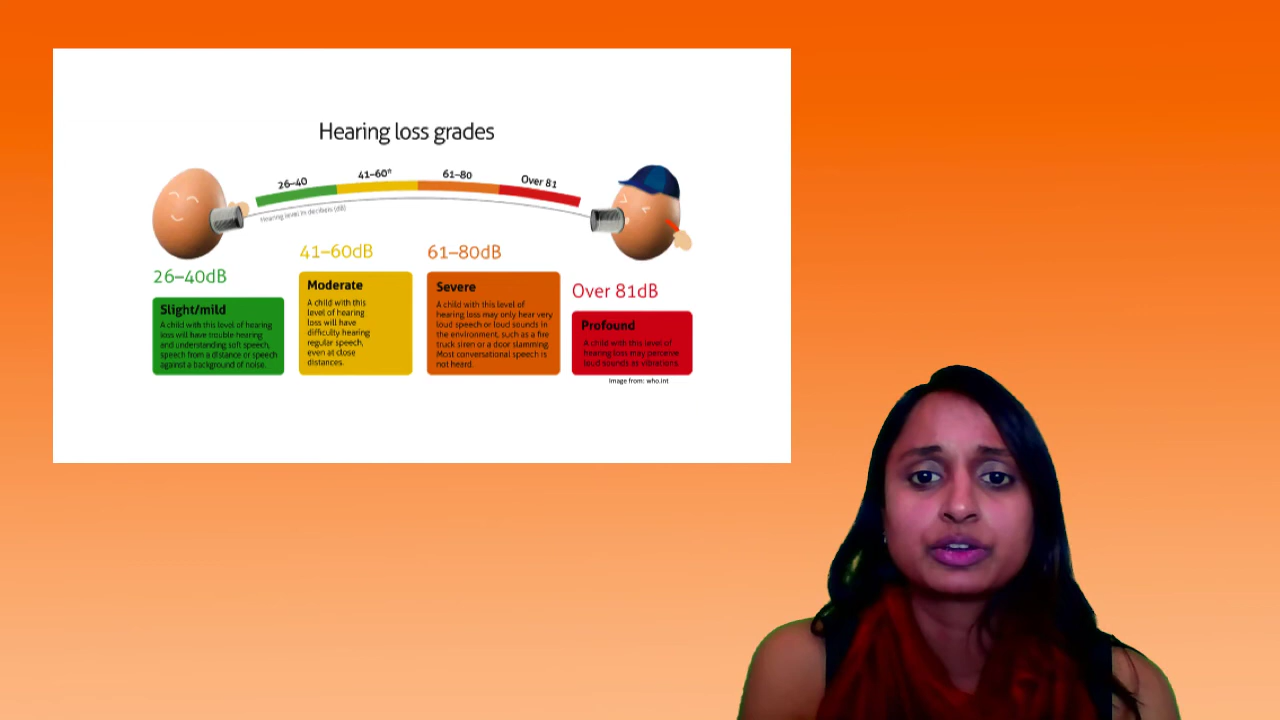 Hearing loss grades
26–40
41–60*
61–80
Over 81
Hearing level in decibels (dB)
26–40dB
Slight/mild
A child with this level of hearing
loss will have trouble hearing
and understanding soft speech,
speech from a distance or speech
against a background of noise.
41–60dB
Moderate
A child with this
level of hearing
loss will have
difficulty hearing
regular speech,
even at close
distances.
61–80dB
Severe
A child with this level of
hearing loss may only hear very
loud speech or loud sounds in
the environment, such as a fire
truck siren or a door slamming.
Most conversational speech is
not heard.
Over 81dB
Profound
A child with this level of
hearing loss may perceive
loud sounds as vibrations
Image from: who.int